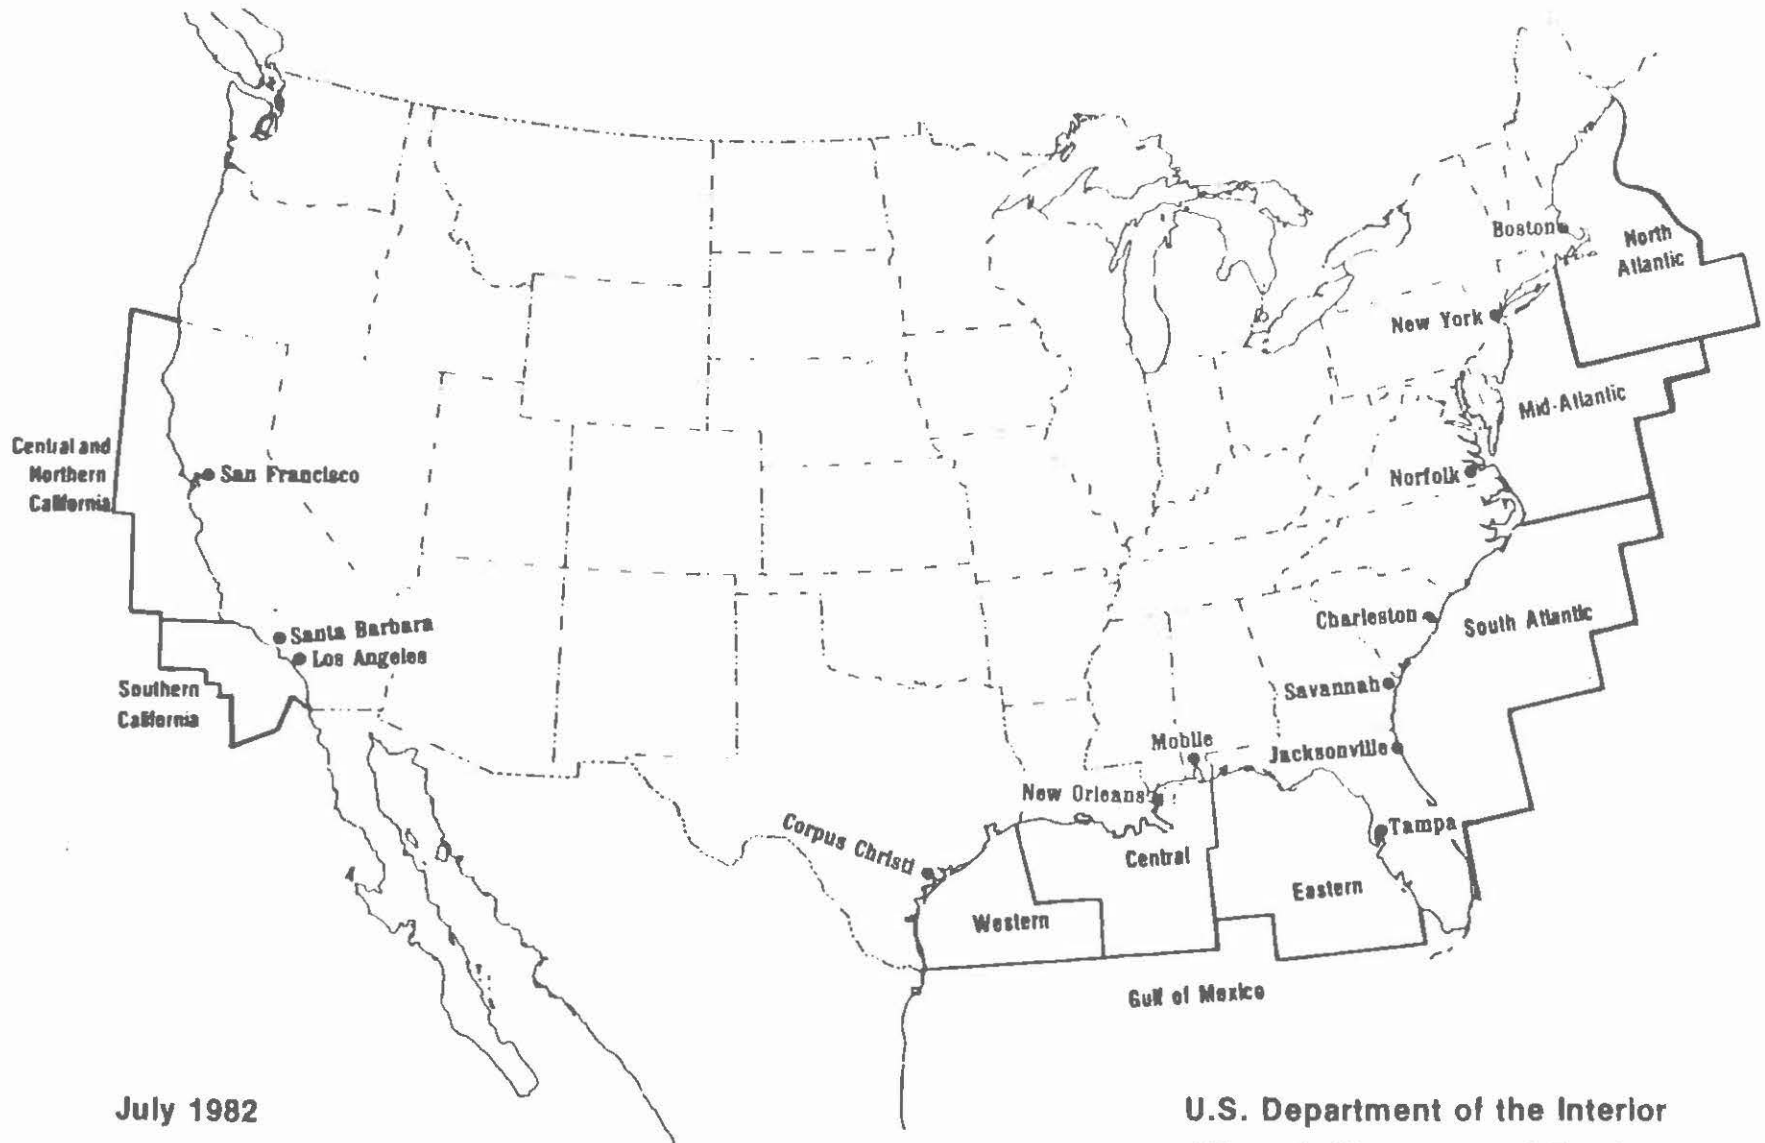 Boston
North
Atlantic
New York
Mid-Atlantic
Central and
Northern
California
San Francisco
Norfolk
Santa Barbara
Los Angeles
Charleston
South Atlantic
Southern
California
Savannah
Mobile
Jacksonville
New Orleans
Corpus Christi
Tampa
Central
Eastern
Western
Gulf of Mexico
July 1982
U.S. Department of the Interior